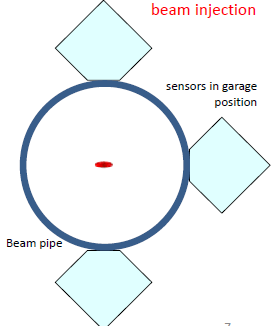 beam injection
sensors in garage
position
Beam pipe